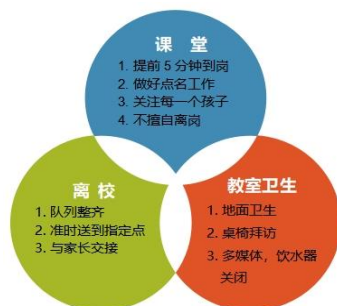 课 堂
1. 提前 5 分钟到岗
2. 做好点名工作
3. 关注每一个孩子
4. 不擅自离岗
离 校
1. 队列整齐
2. 准时送到指定点
3. 与家长交接
教室卫生
1. 地面卫生
2. 桌椅拜访
3. 多媒体，饮水器
关闭